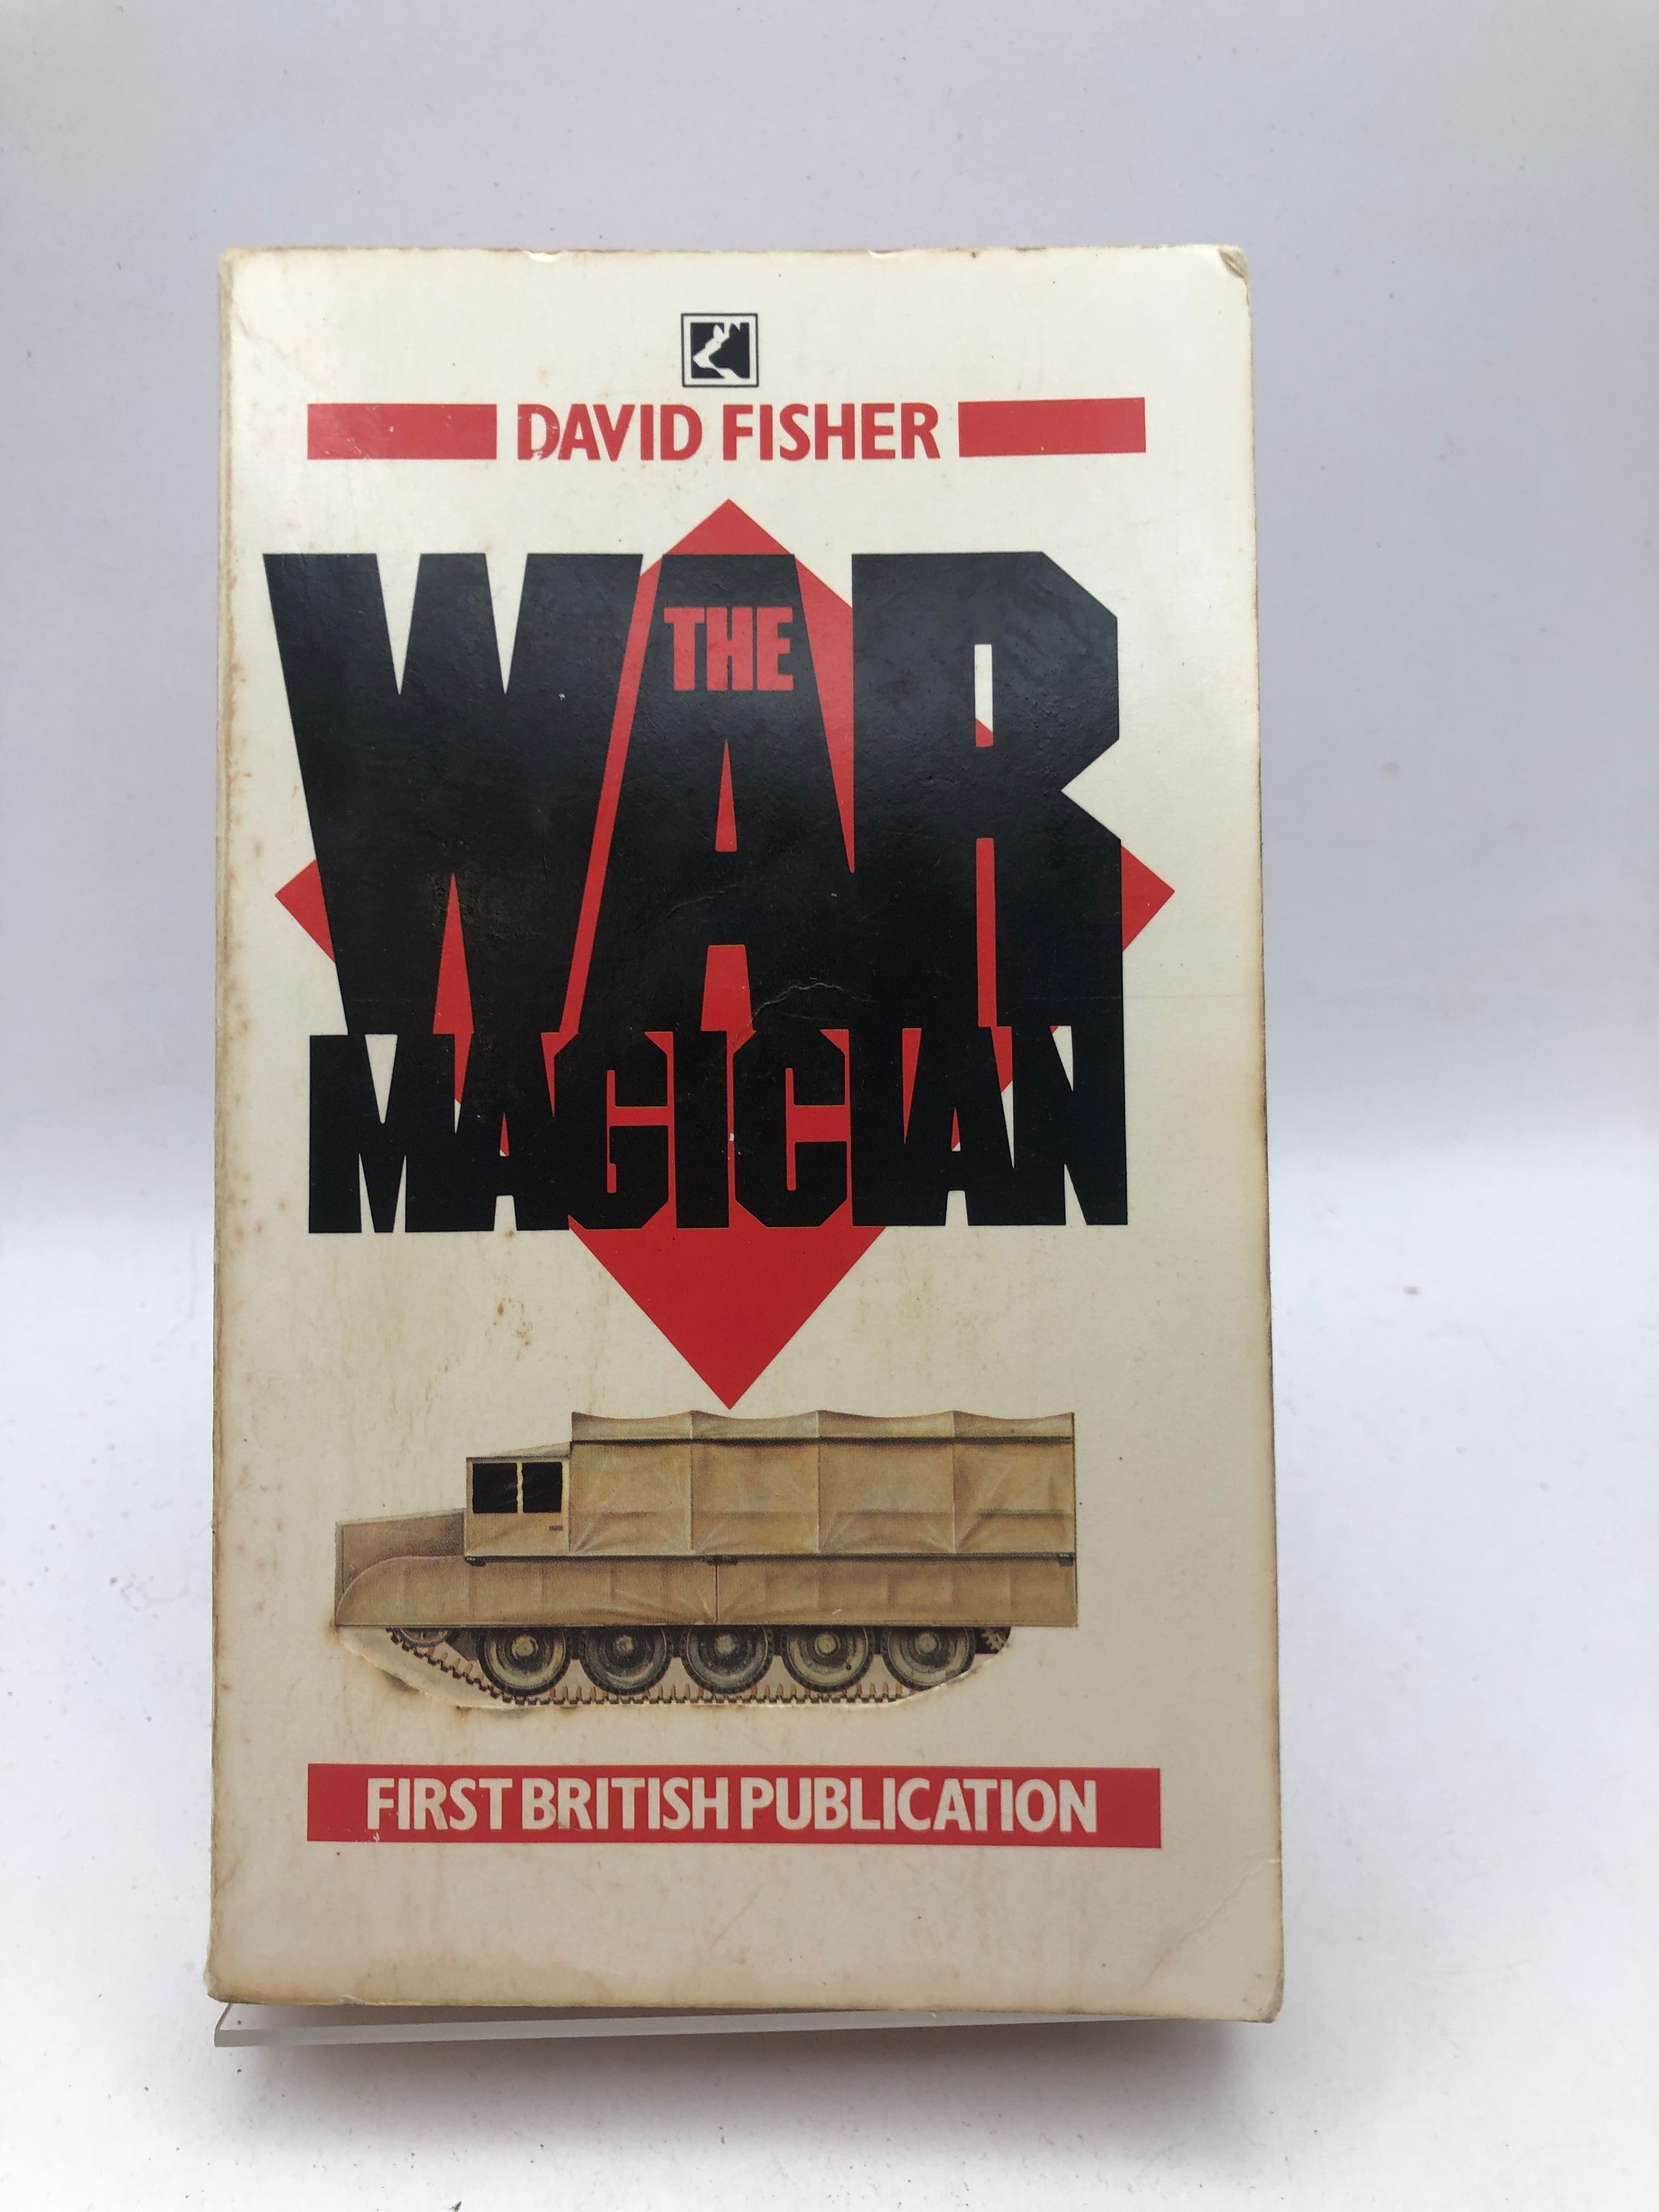 DAVID FISHER
THE
WAR
MAGICIAN
FIRST BRITISH PUBLICATION